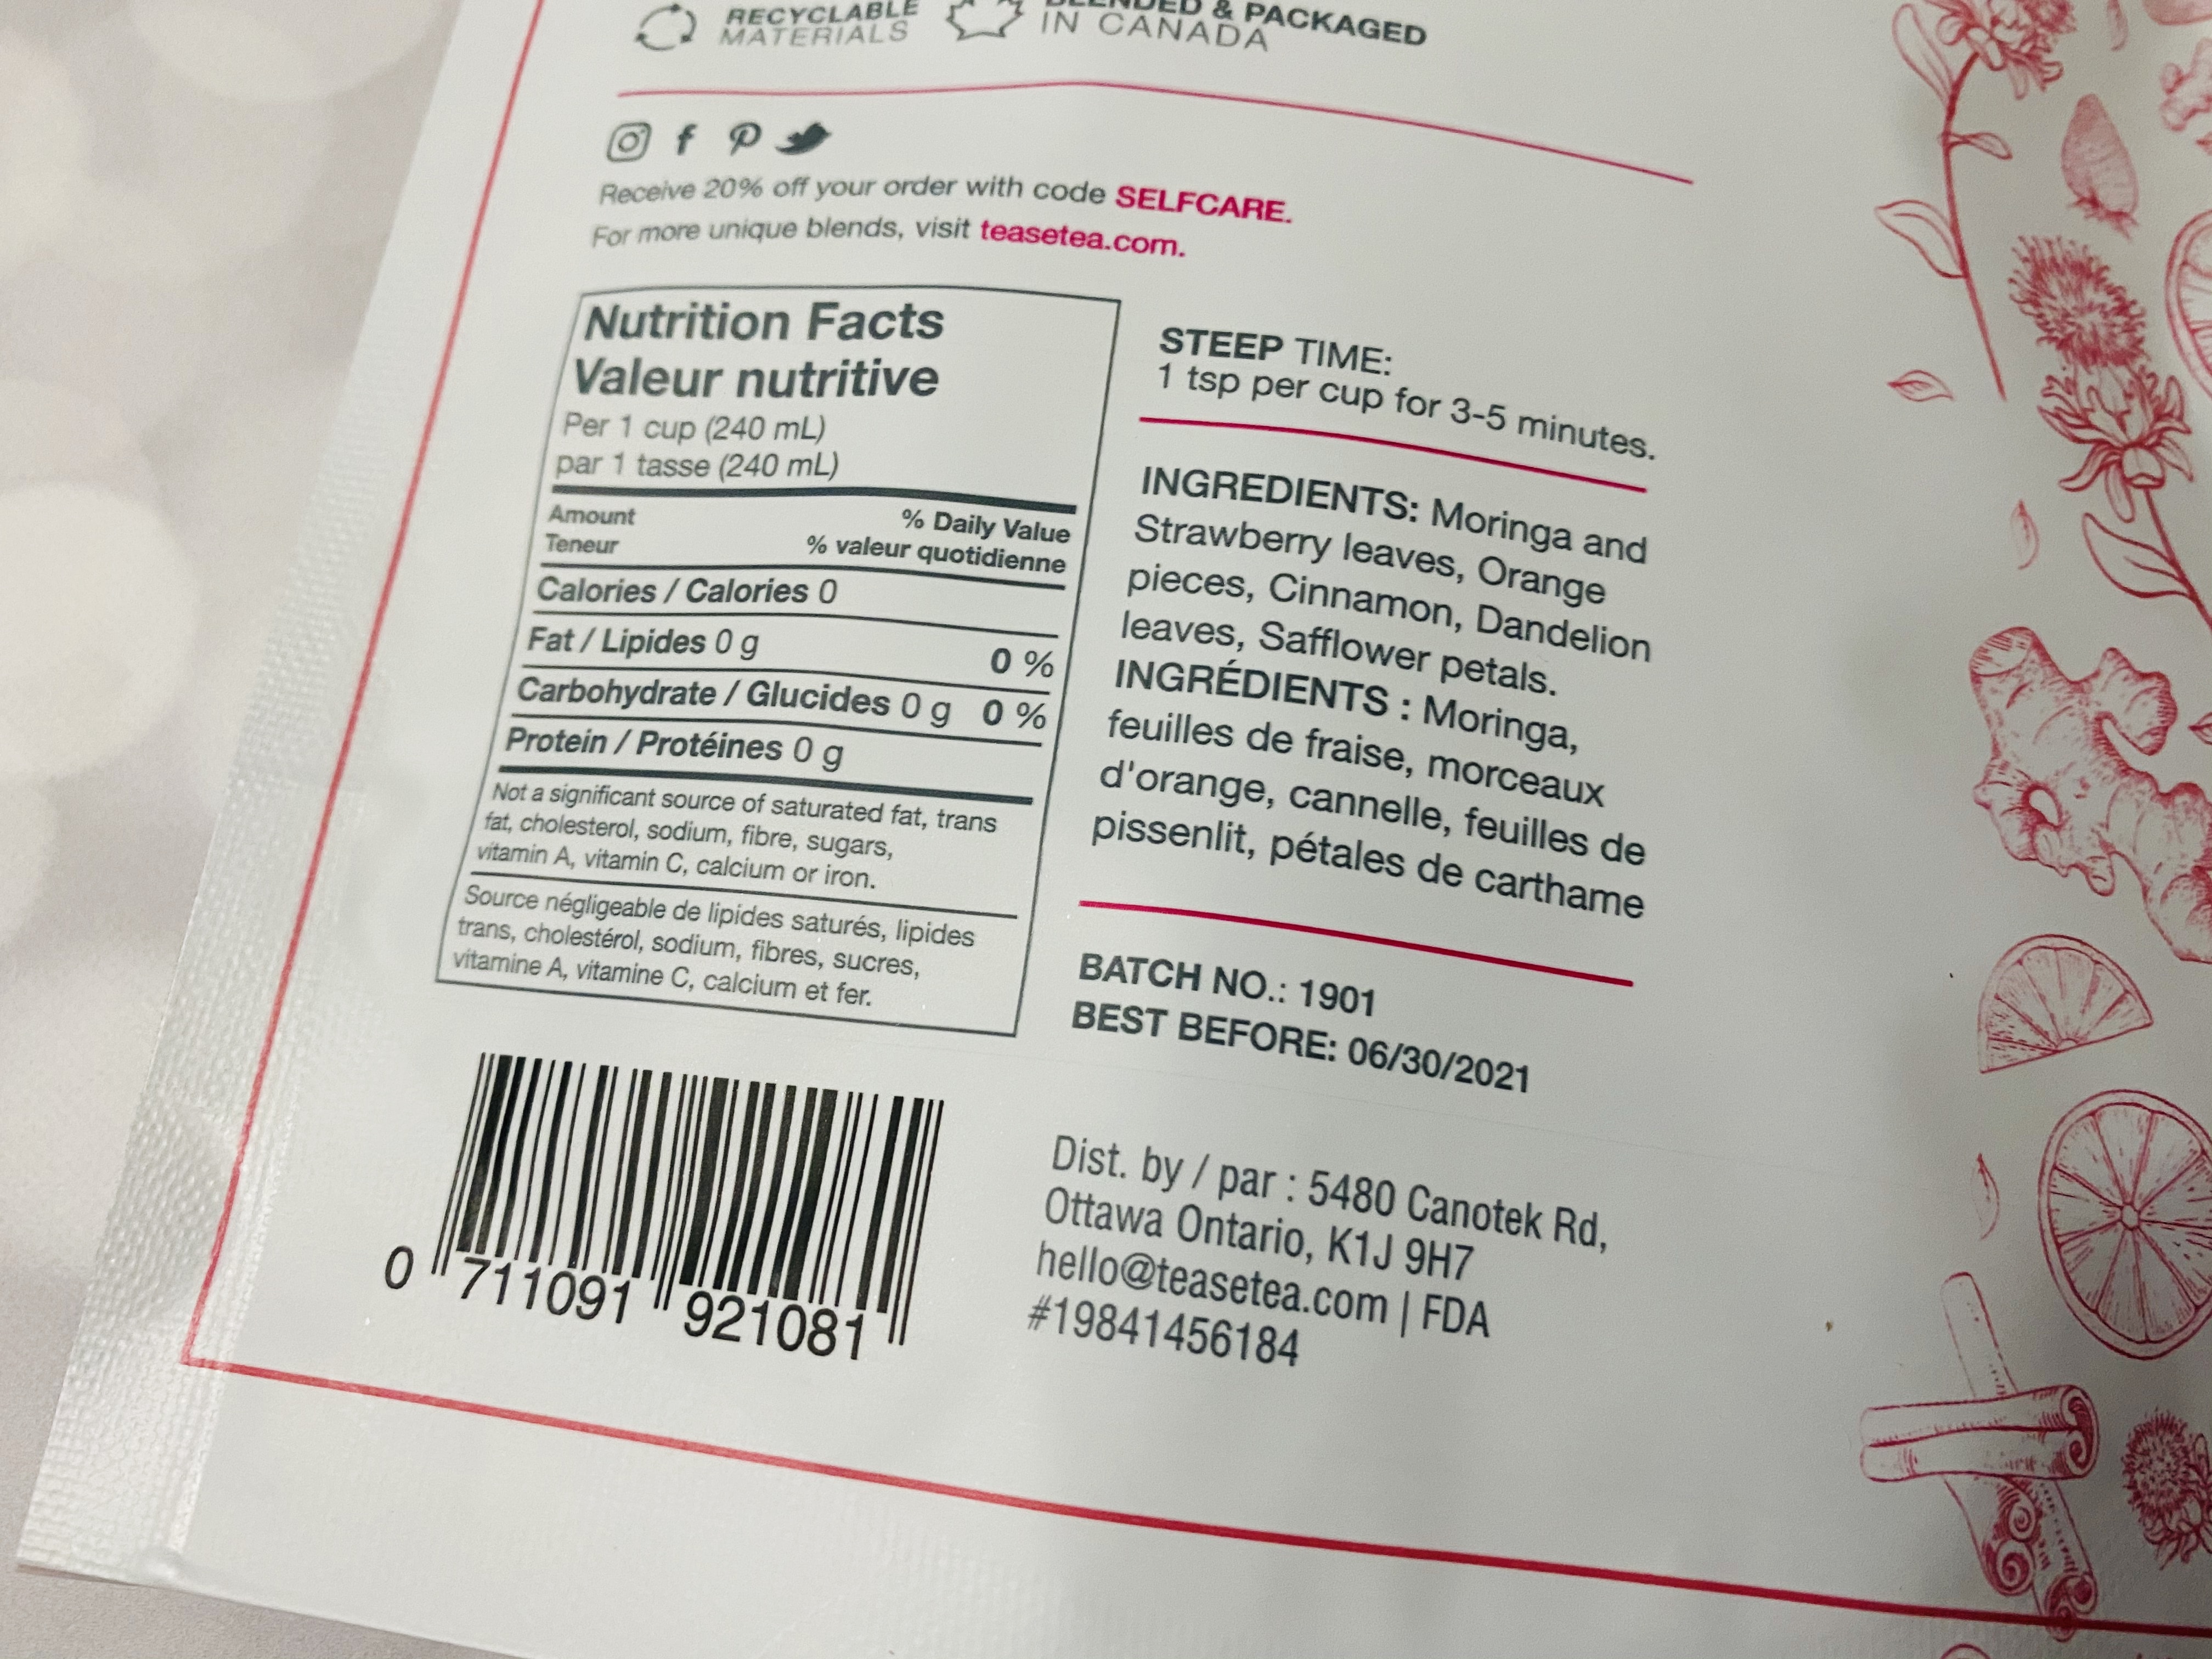 RECYCLABLE
MATERIALS
BLENDED & PACKAGED
IN CANADA
Receive 20% off your order with code SELFCARE.
For more unique blends, visit teasetea.com.
Nutrition Facts
Valeur nutritive
Per 1 cup (240 mL)
par 1 tasse (240 mL)
Amount % Daily Value
Teneur % valeur quotidienne
Calories / Calories 0
Fat / Lipides 0 g 0 %
Carbohydrate / Glucides 0 g 0 %
Protein / Protéines 0 g
Not a significant source of saturated fat, trans
fat, cholesterol, sodium, fibre, sugars,
vitamin A, vitamin C, calcium or iron.
Source négligeable de lipides saturés, lipides
trans, cholestérol, sodium, fibres, sucres,
vitamine A, vitamine C, calcium et fer.
STEEP TIME:
1 tsp per cup for 3-5 minutes.
INGREDIENTS: Moringa and
Strawberry leaves, Orange
pieces, Cinnamon, Dandelion
leaves, Safflower petals.
INGRÉDIENTS : Moringa,
feuilles de fraise, morceaux
d'orange, cannelle, feuilles de
pissenlit, pétales de carthame
BATCH NO.: 1901
BEST BEFORE: 06/30/2021
0 711091 921081
Dist. by / par : 5480 Canotek Rd,
Ottawa Ontario, K1J 9H7
hello@teasetea.com | FDA
#19841456184